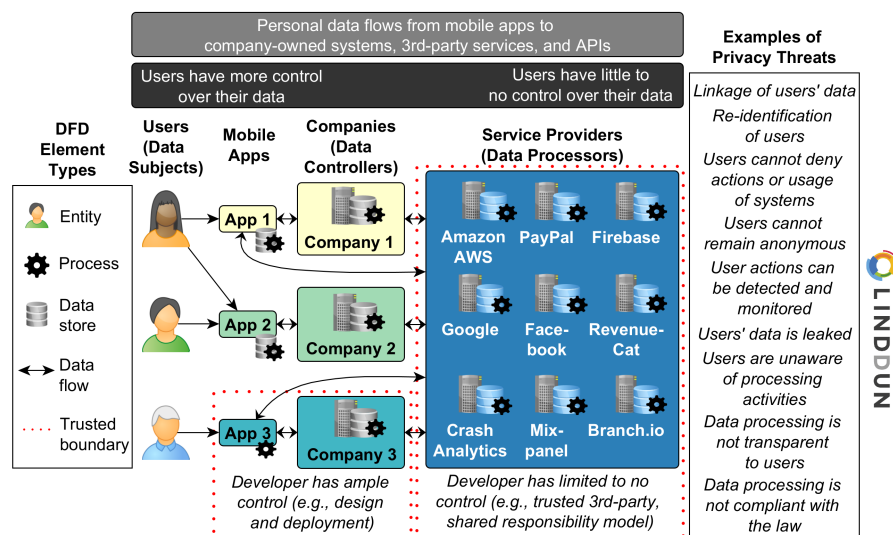 Personal data flows from mobile apps to
company-owned systems, 3rd-party services, and APIs
Users have more control
over their data
Users have little to
no control over their data
Examples of
Privacy Threats
DFD
Element
Types
Entity
Process
Data
store
Data
flow
Trusted
boundary
Users
(Data
Subjects)
Mobile
Apps
Companies
(Data
Controllers)
Service Providers
(Data Processors)
App 1
Company 1
App 2
Company 2
App 3
Company 3
Amazon
AWS
PayPal
Firebase
Google
Face-
book
Revenue-
Cat
Crash
Analytics
Mix-
panel
Branch.io
Developer has ample
control (e.g., design
and deployment)
Developer has limited to no
control (e.g., trusted 3rd-party,
shared responsibility model)
Linkage of users' data
Re-identification
of users
Users cannot deny
actions or usage
of systems
Users cannot
remain anonymous
User actions can
be detected and
monitored
Users' data is leaked
Users are unaware
of processing
activities
Data processing is
not transparent
to users
Data processing is
not compliant with
the law
LINDDUN